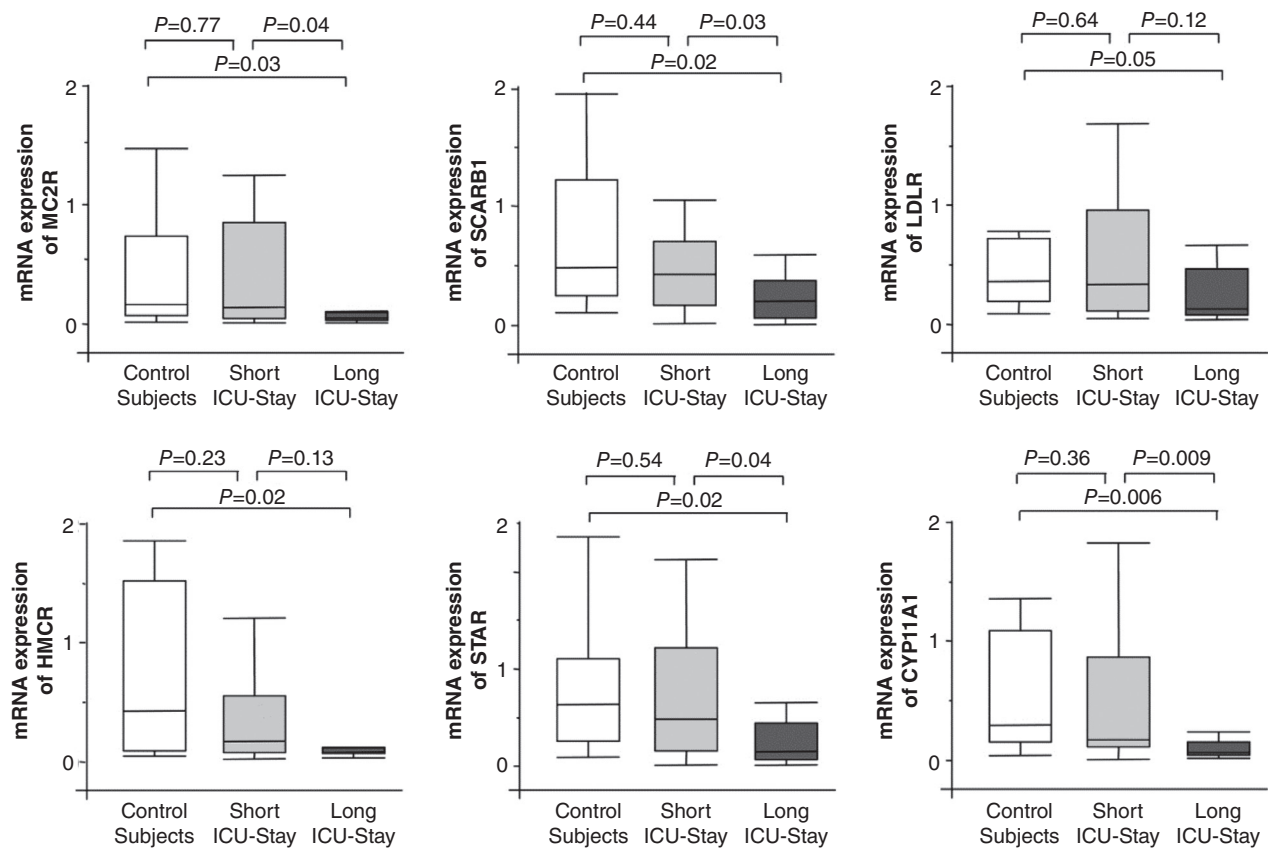 P=0.77
P=0.04
P=0.03
mRNA expression
of MC2R
2
1
0
Control
Subjects
Short
ICU-Stay
Long
ICU-Stay
P=0.44
P=0.03
P=0.02
mRNA expression
of SCARB1
2
1
0
Control
Subjects
Short
ICU-Stay
Long
ICU-Stay
P=0.64
P=0.12
P=0.05
mRNA expression
of LDLR
2
1
0
Control
Subjects
Short
ICU-Stay
Long
ICU-Stay
P=0.23
P=0.13
P=0.02
mRNA expression
of HMCR
2
1
0
Control
Subjects
Short
ICU-Stay
Long
ICU-Stay
P=0.54
P=0.04
P=0.02
mRNA expression
of STAR
2
1
0
Control
Subjects
Short
ICU-Stay
Long
ICU-Stay
P=0.36
P=0.009
P=0.006
mRNA expression
of CYP11A1
2
1
0
Control
Subjects
Short
ICU-Stay
Long
ICU-Stay